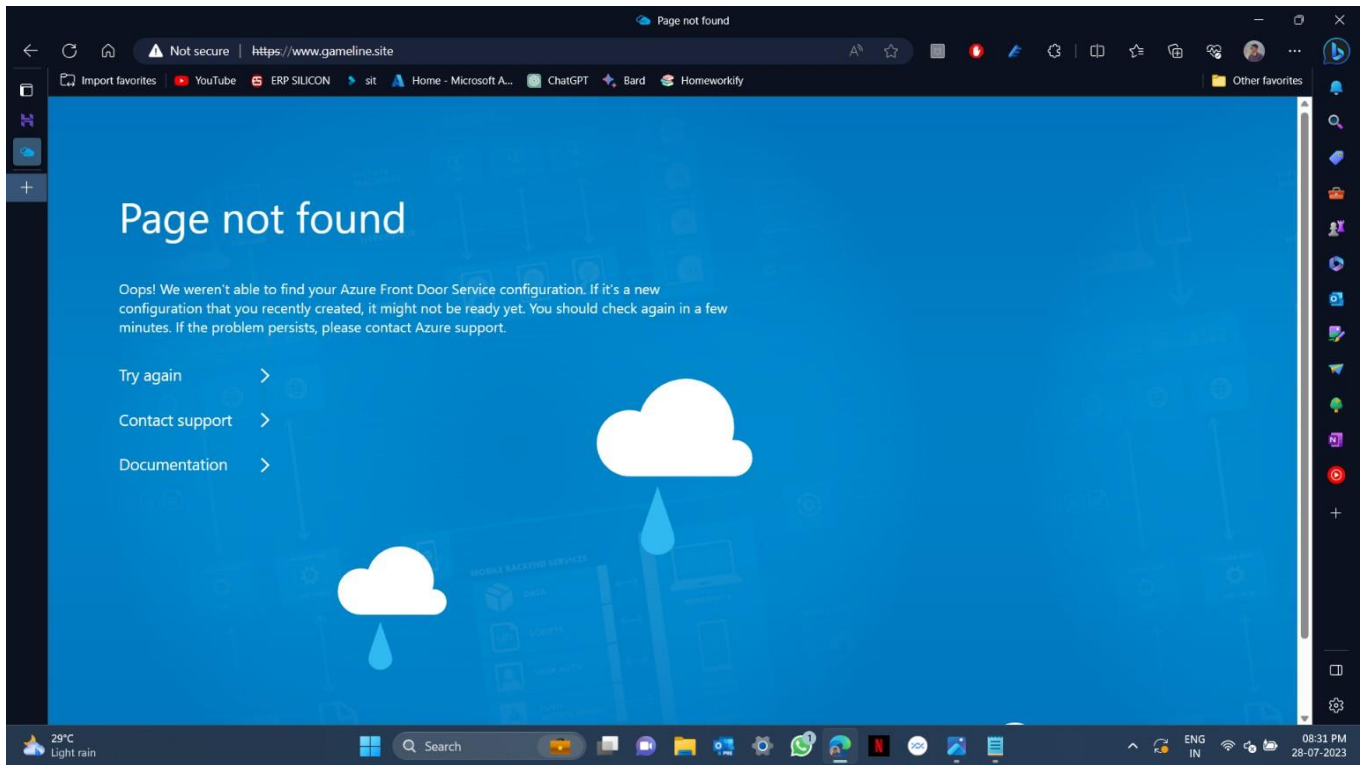 Page not found
Not secure
https://www.gameline.site
Import favorites
YouTube
ERP SILICON
sit
Home - Microsoft A...
ChatGPT
Bard
Homeworkify
Other favorites
Page not found
Oops! We weren't able to find your Azure Front Door Service configuration. If it's a new
configuration that you recently created, it might not be ready yet. You should check again in a few
minutes. If the problem persists, please contact Azure support.
Try again
Contact support
Documentation
MOBILE BACKEND SERVICES
DATA
29°C
Light rain
Search
ENG
IN
08:31 PM
28-07-2023